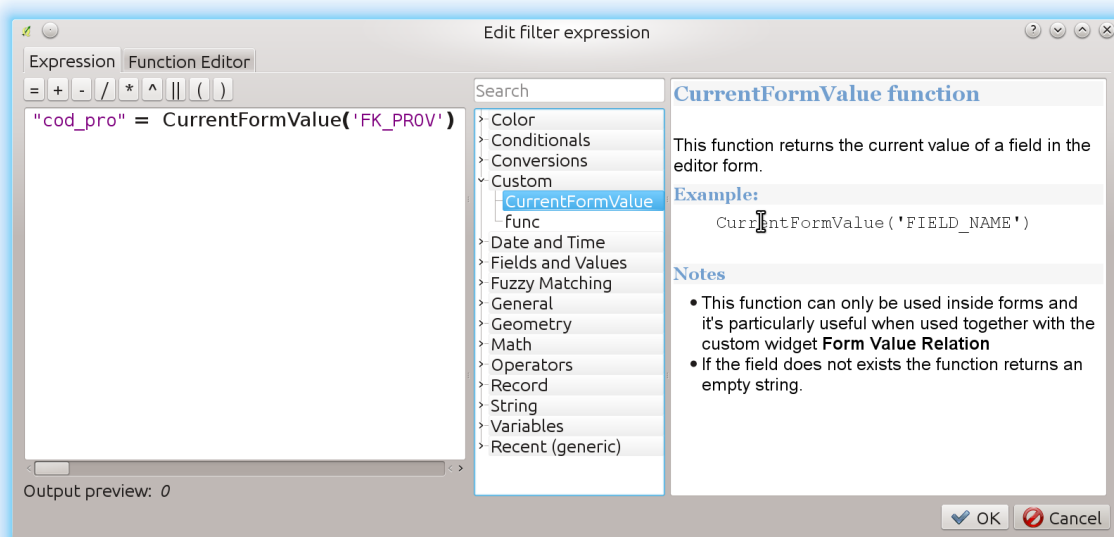 Edit filter expression
Expression Function Editor
= + - / * ^ || ( )
"cod_pro" = CurrentFormValue('FK_PROV')
Output preview: 0
Search
Color
Conditionals
Conversions
Custom
CurrentFormValue
func
Date and Time
Fields and Values
Fuzzy Matching
General
Geometry
Math
Operators
Record
String
Variables
Recent (generic)
CurrentFormValue function
This function returns the current value of a field in the
editor form.
Example:
CurrentFormValue('FIELD_NAME')
Notes
• This function can only be used inside forms and
it's particularly useful when used together with the
custom widget Form Value Relation
• If the field does not exists the function returns an
empty string.
OK Cancel